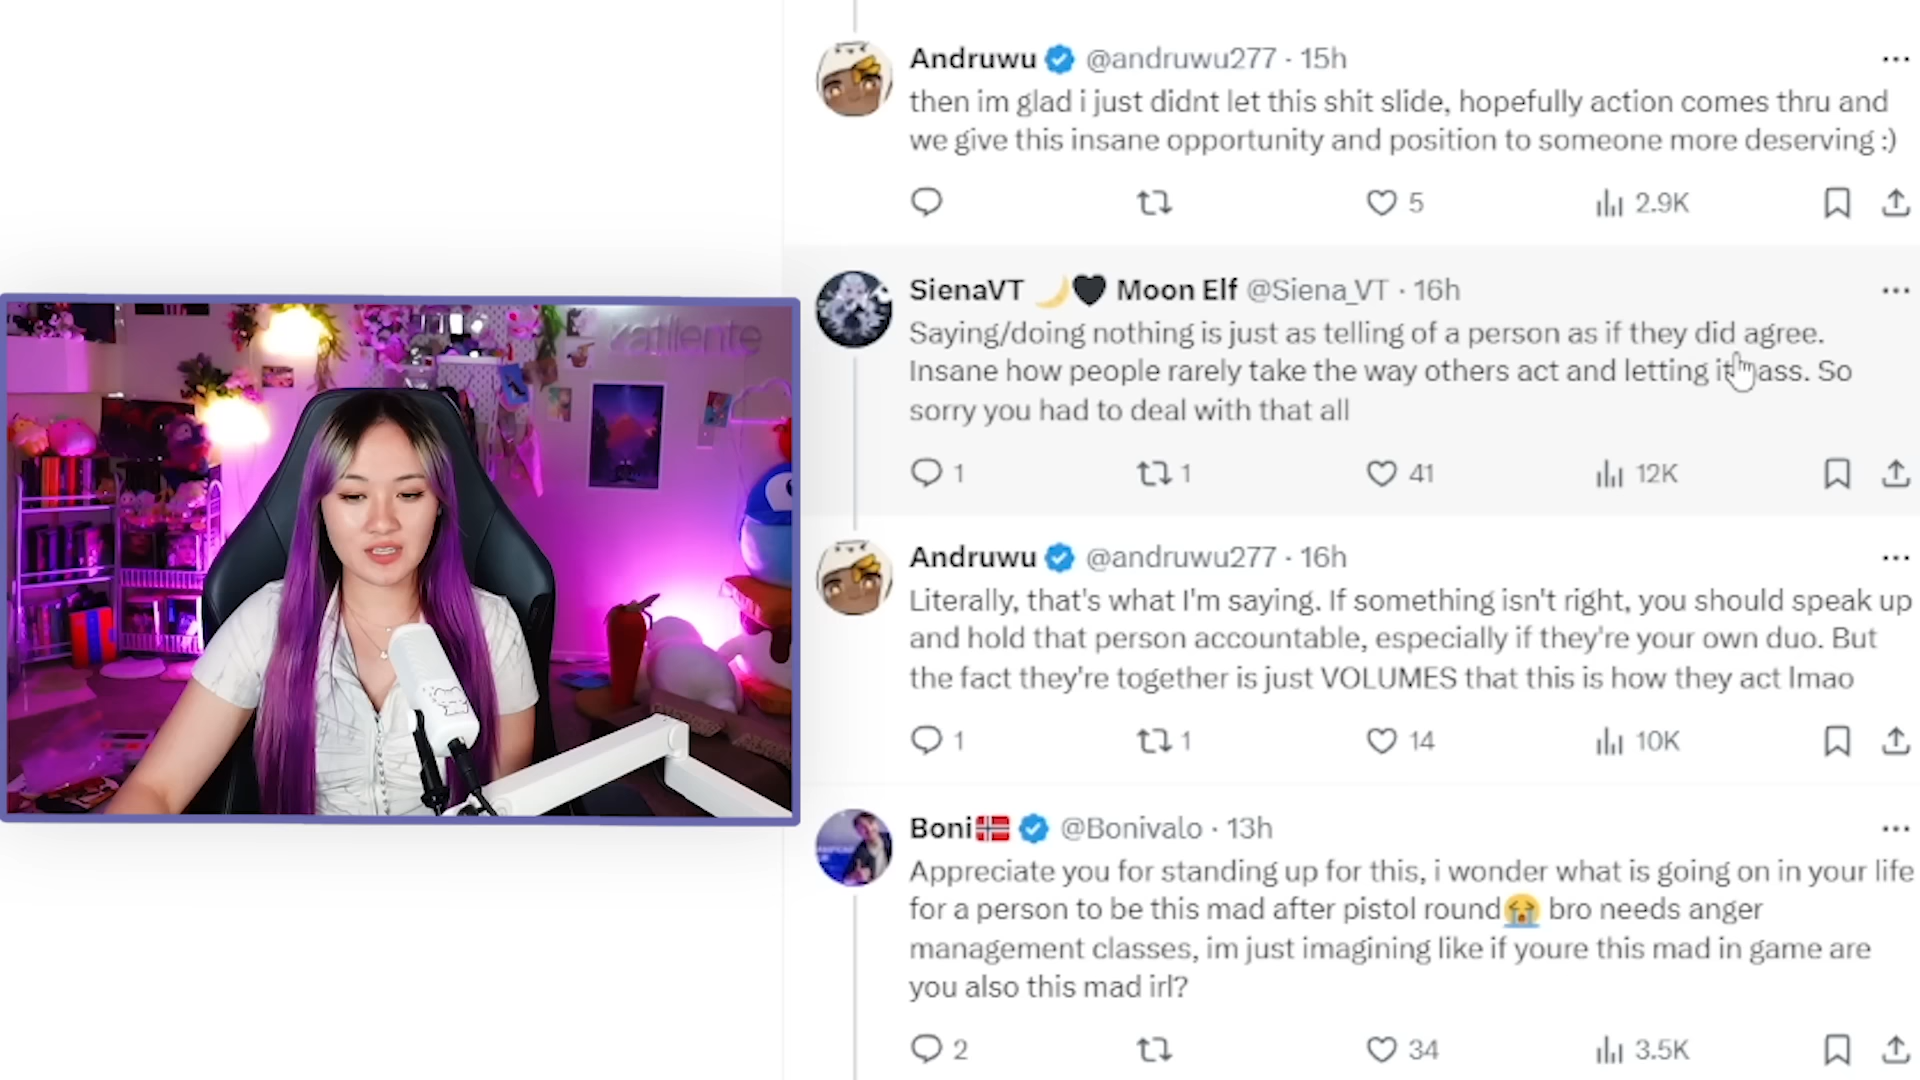 Andruwu @andruwu277 · 15h
then im glad i just didnt let this shit slide, hopefully action comes thru and
we give this insane opportunity and position to someone more deserving :)
5 2.9K
SienaVT 🌙🖤 Moon Elf @Siena_VT · 16h
Saying/doing nothing is just as telling of a person as if they did agree.
Insane how people rarely take the way others act and letting it ass. So
sorry you had to deal with that all
1 1 41 12K
katliente
Andruwu @andruwu277 · 16h
Literally, that's what I'm saying. If something isn't right, you should speak up
and hold that person accountable, especially if they're your own duo. But
the fact they're together is just VOLUMES that this is how they act lmao
1 1 14 10K
Boni🇳🇴 @Bonivalo · 13h
Appreciate you for standing up for this, i wonder what is going on in your life
for a person to be this mad after pistol round😭 bro needs anger
management classes, im just imagining like if youre this mad in game are
you also this mad irl?
2 34 3.5K